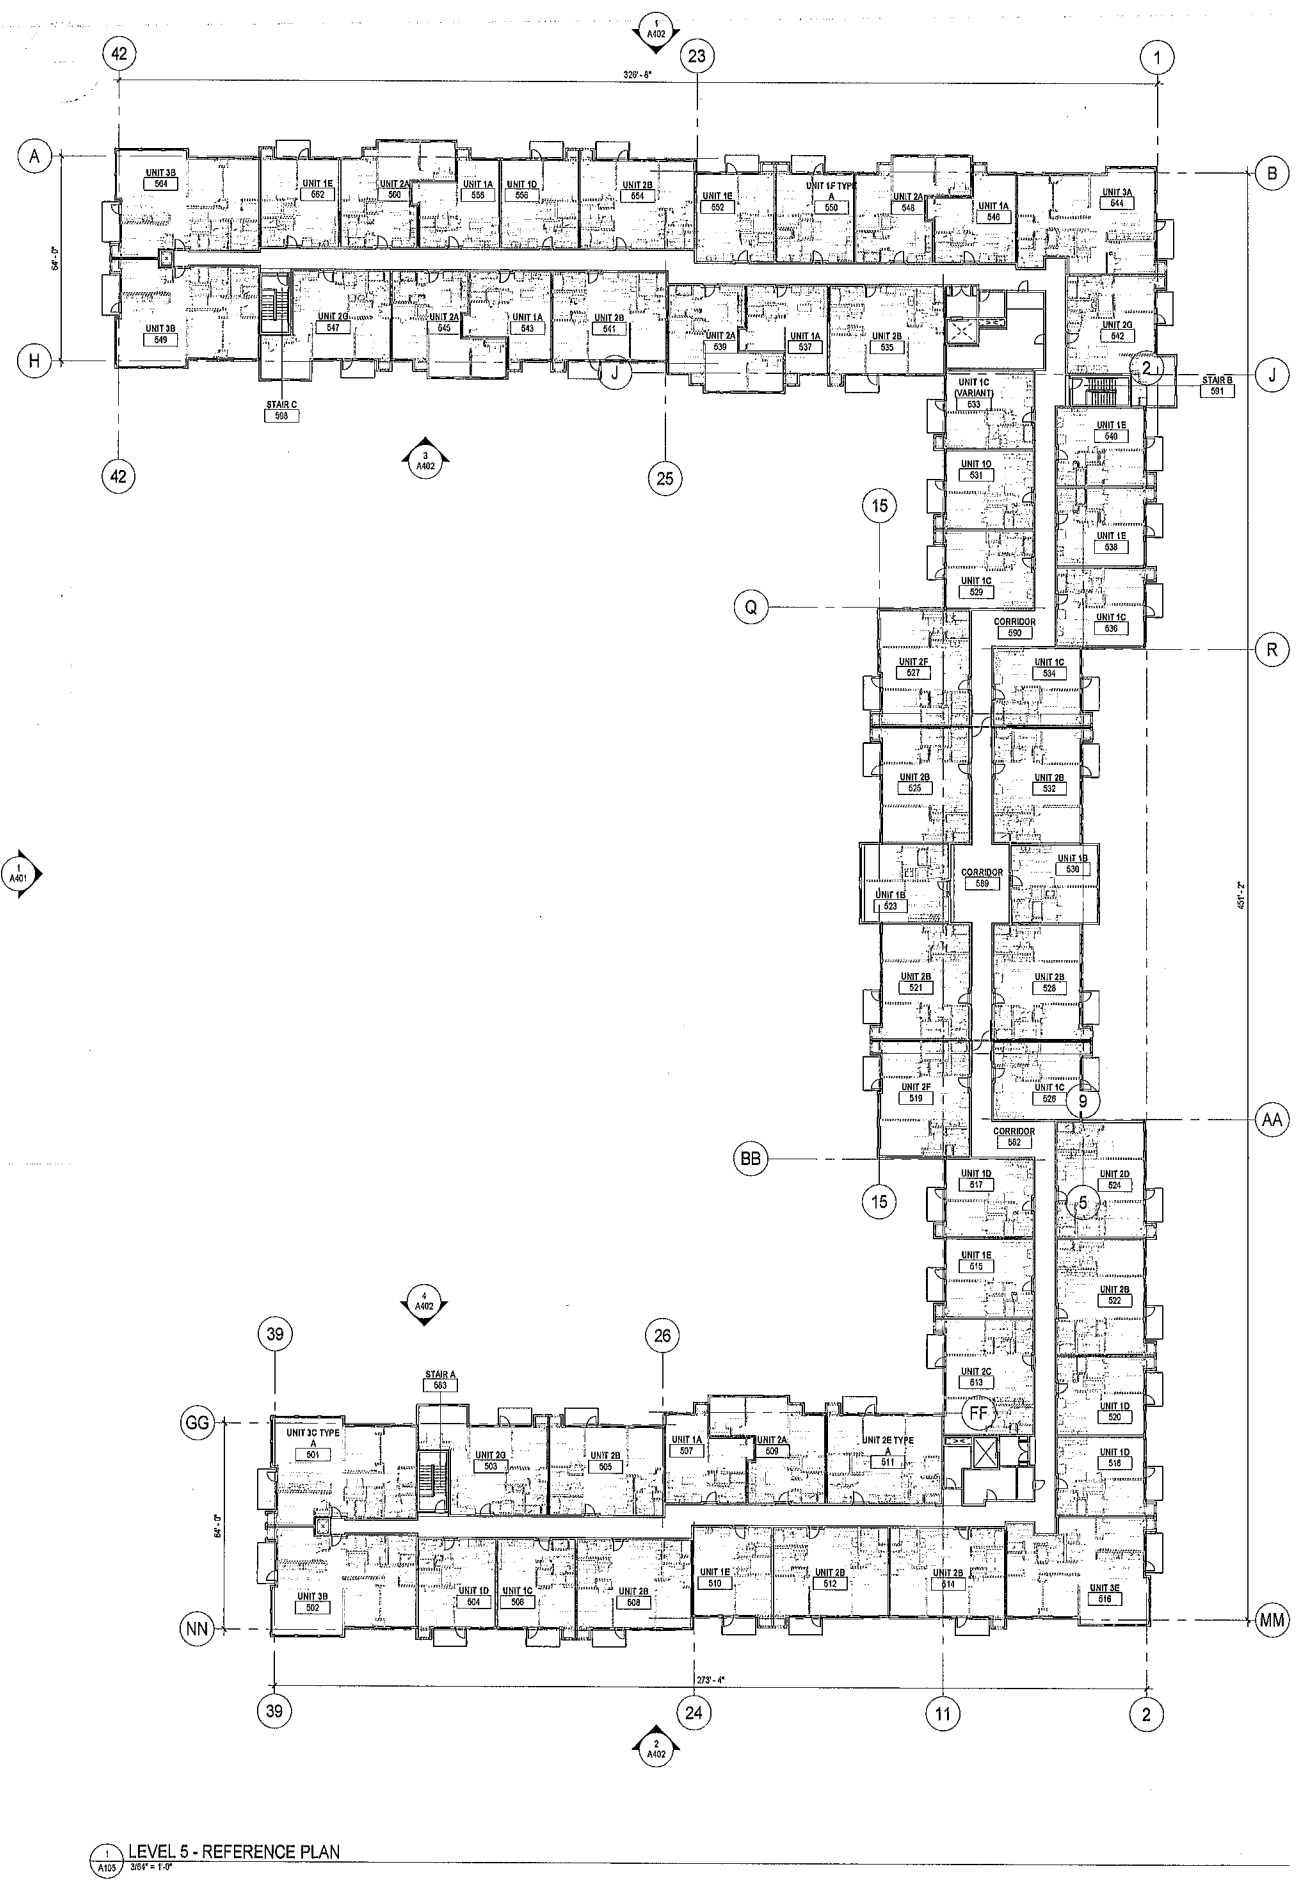 1
A402
42
23
1
326' - 8"
A
B
UNIT 3B
564
UNIT 1E
562
UNIT 2A
560
UNIT 1A
558
UNIT 1D
556
UNIT 2B
554
UNIT 1E
552
UNIT 1F TYPE
A
550
UNIT 2A
548
UNIT 1A
546
UNIT 3A
544
64' - 0"
UNIT 3B
549
UNIT 2G
547
UNIT 2A
545
UNIT 1A
543
UNIT 2B
541
UNIT 2A
539
UNIT 1A
537
UNIT 2B
535
UNIT 2G
542
H
J
2
J
STAIR C
598
STAIR B
591
UNIT 1C
(VARIANT)
533
UNIT 1E
540
3
A402
42
25
15
UNIT 1D
531
UNIT 1E
538
UNIT 1C
529
UNIT 1C
536
Q
CORRIDOR
590
R
UNIT 2F
527
UNIT 1C
534
UNIT 2B
525
UNIT 2B
532
1
A401
CORRIDOR
589
UNIT 1B
530
UNIT 1B
523
451' - 2"
UNIT 2B
521
UNIT 2B
528
UNIT 2F
519
UNIT 1C
526
9
AA
CORRIDOR
582
BB
15
UNIT 1D
517
UNIT 2D
524
5
UNIT 1E
515
UNIT 2B
522
4
A402
39
26
STAIR A
583
UNIT 2C
513
UNIT 1D
520
GG
FF
UNIT 3C TYPE
A
501
UNIT 2G
503
UNIT 2B
505
UNIT 1A
507
UNIT 2A
509
UNIT 2E TYPE
A
511
UNIT 1D
518
64' - 0"
UNIT 3B
502
UNIT 1D
504
UNIT 1C
506
UNIT 2B
508
UNIT 1E
510
UNIT 2B
512
UNIT 2B
514
UNIT 3E
516
NN
MM
273' - 4"
39
24
11
2
2
A402
1
A105
LEVEL 5 - REFERENCE PLAN
3/64" = 1'-0"